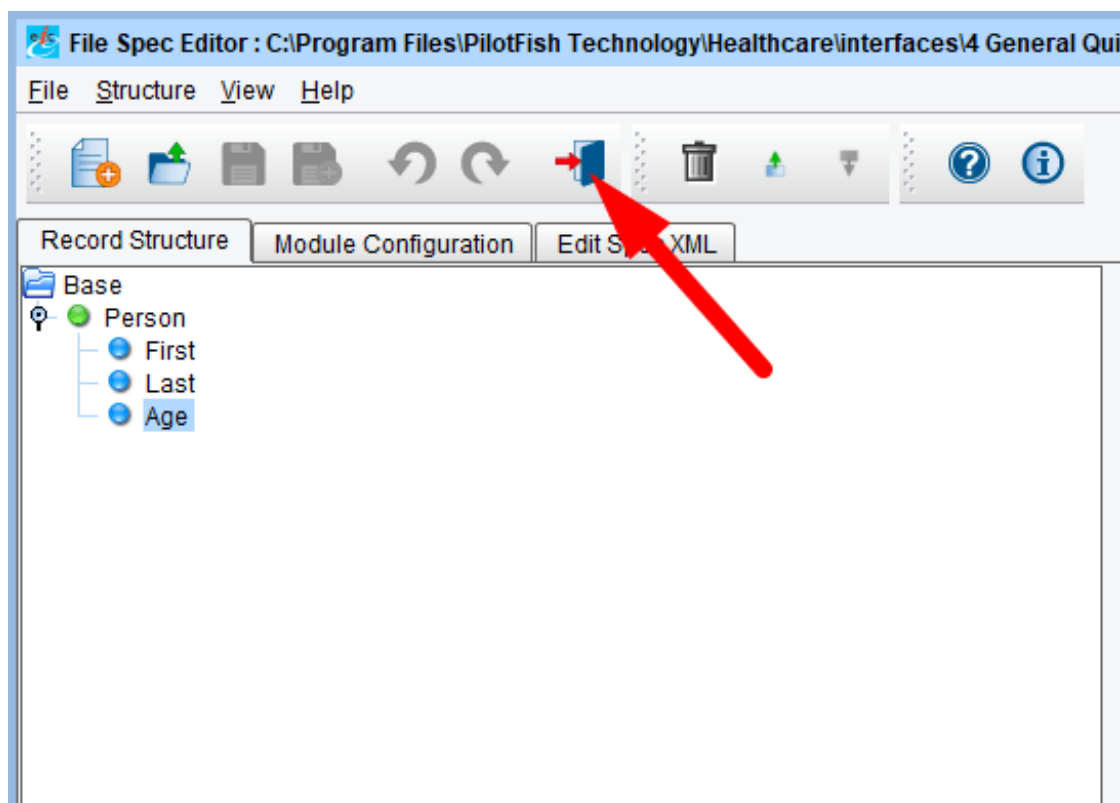 File Spec Editor : C:\Program Files\PilotFish Technology\Healthcare\interfaces\4 General Qui
File Structure View Help
Record Structure Module Configuration Edit XML
Base
Person
First
Last
Age